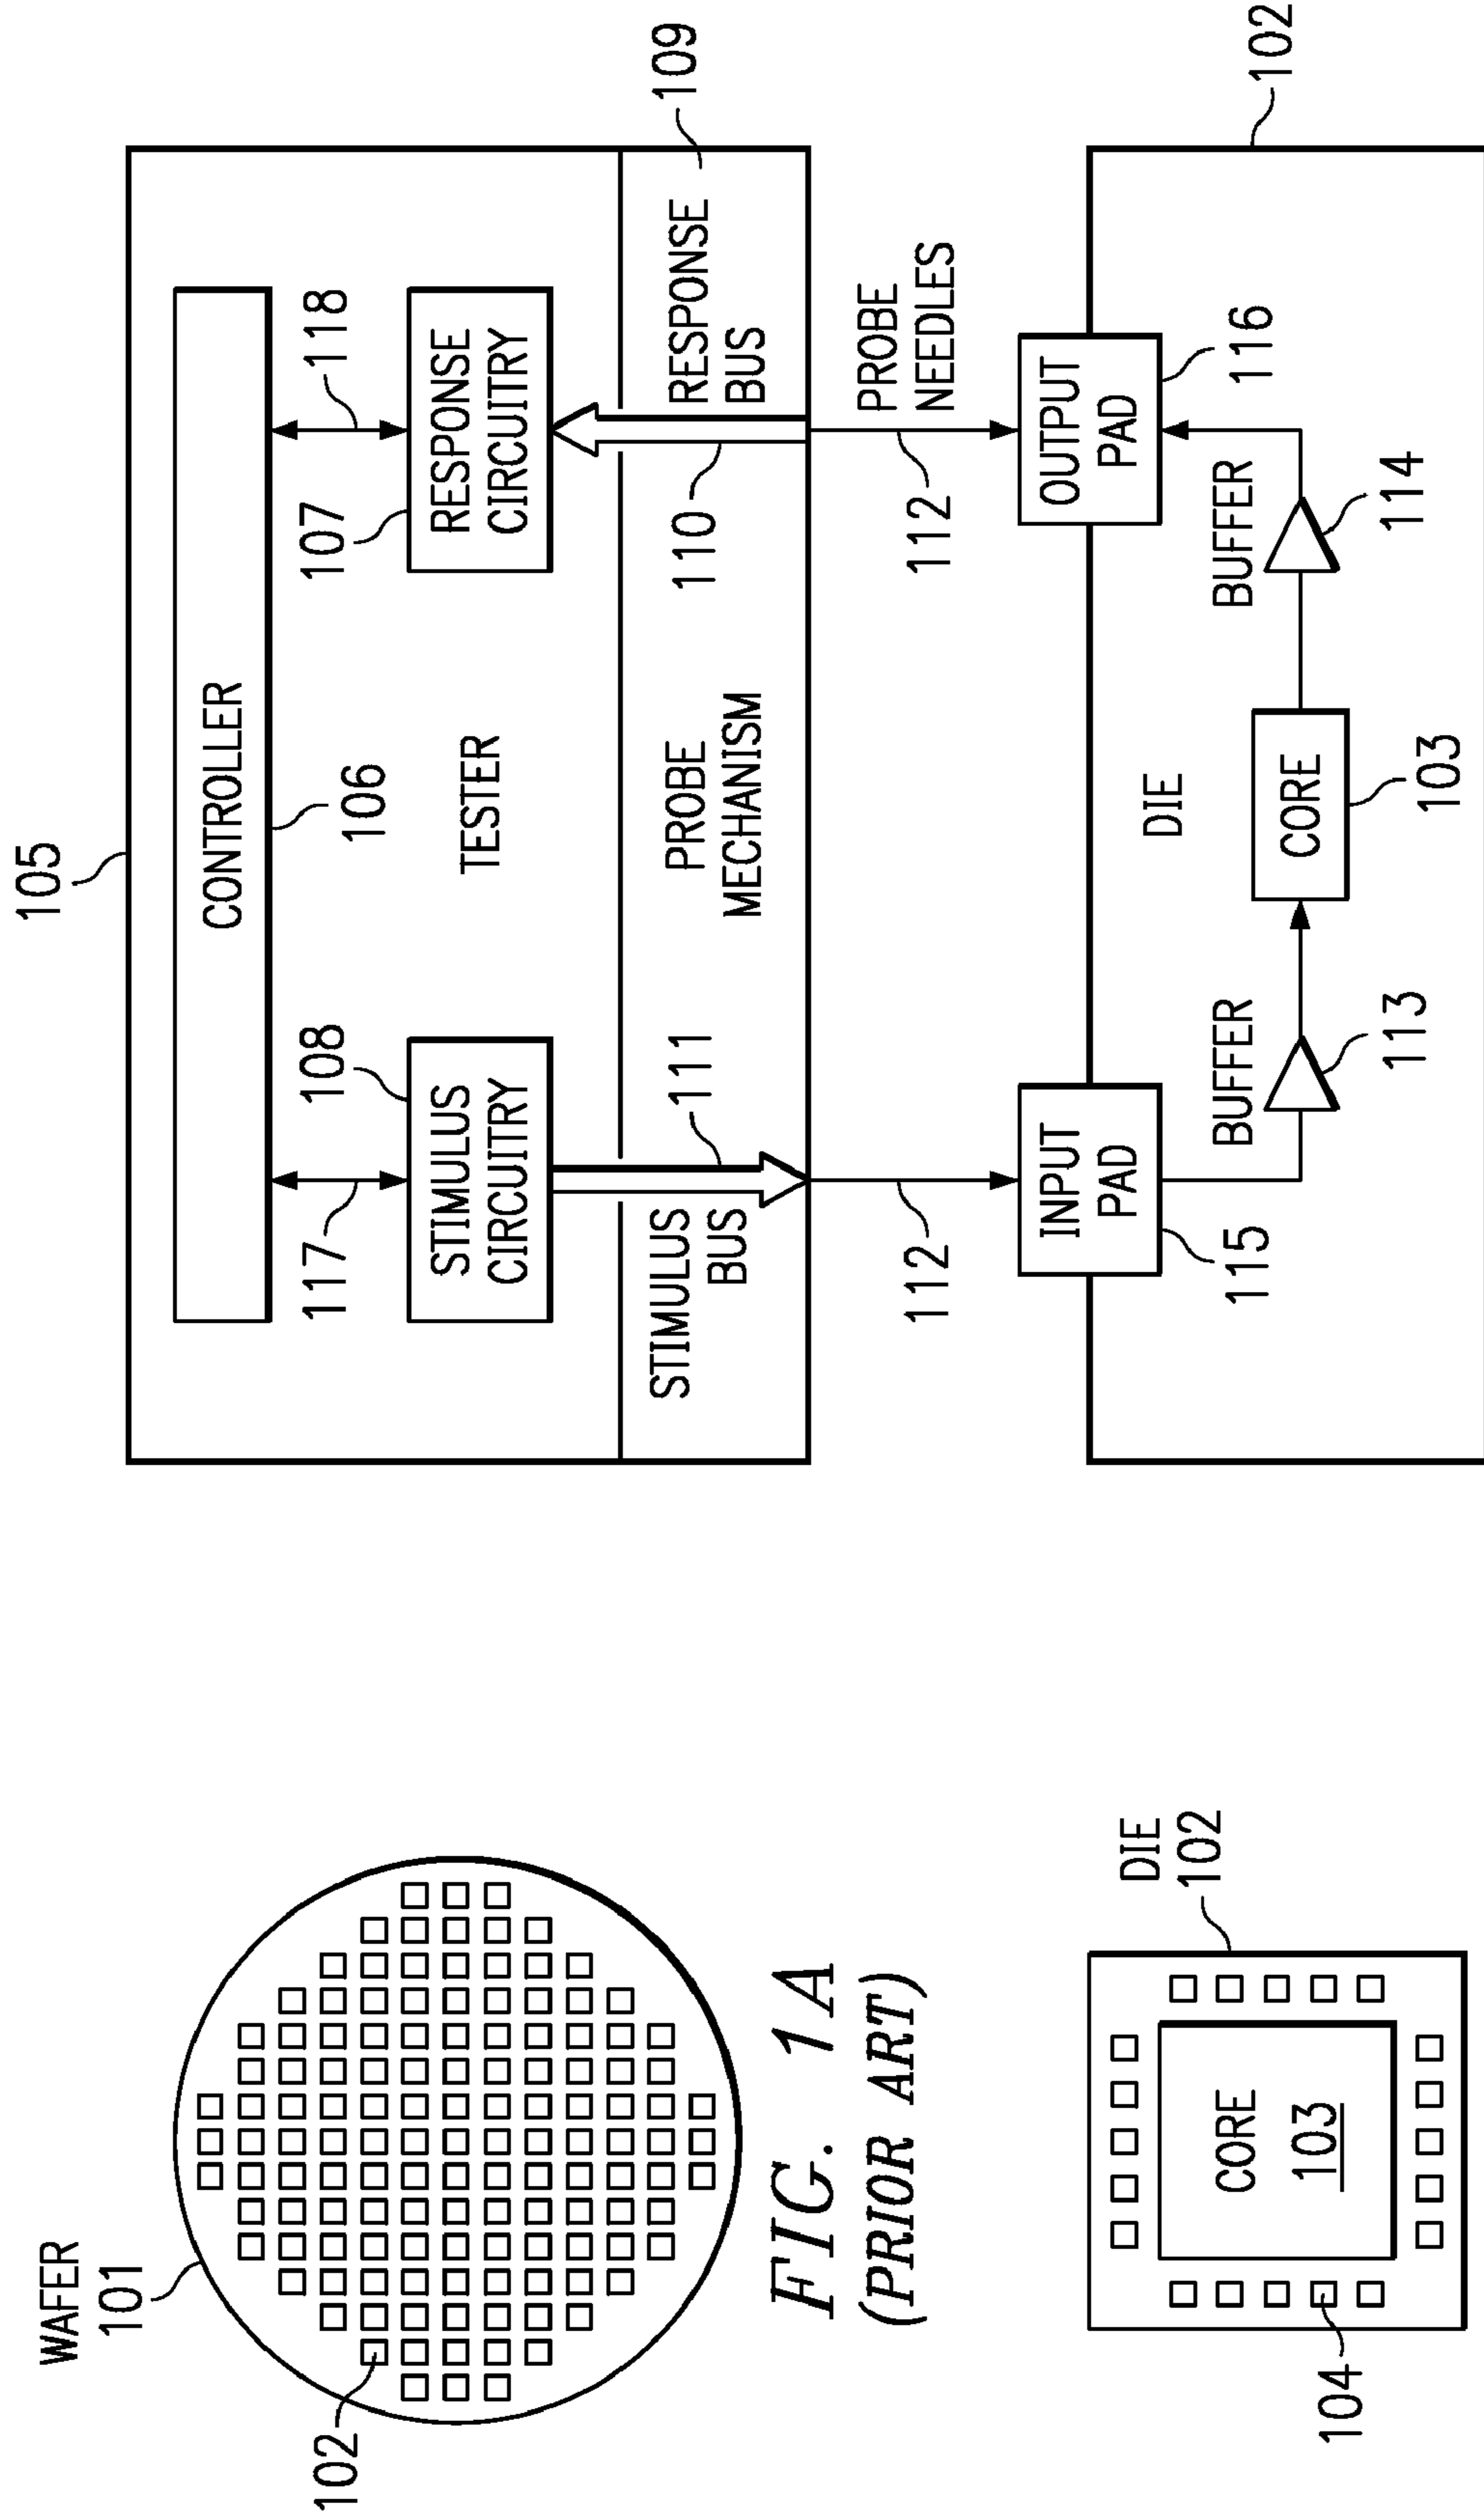 WAFER
101
102
FIG. 1A
(PRIOR ART)
DIE
102
CORE
103
104
105
CONTROLLER
106
117
108
107
118
TESTER
STIMULUS
CIRCUITRY
RESPONSE
CIRCUITRY
STIMULUS
BUS
111
PROBE
MECHANISM
110
RESPONSE
BUS
109
112
112
PROBE
NEEDLES
INPUT
PAD
115
OUTPUT
PAD
116
DIE
102
BUFFER
113
CORE
103
BUFFER
114